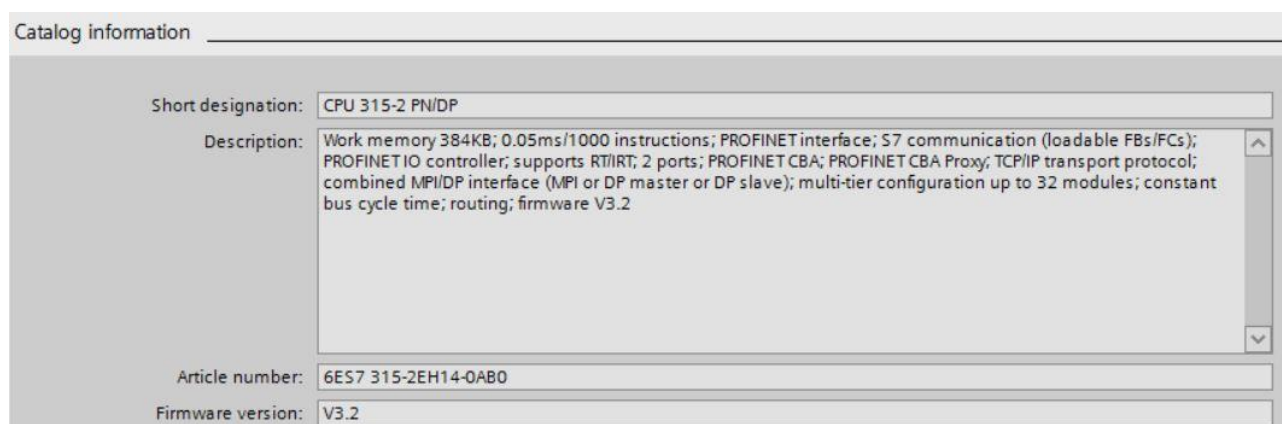 Catalog information
Short designation: CPU 315-2 PN/DP
Description: Work memory 384KB; 0.05ms/1000 instructions; PROFINET interface; S7 communication (loadable FBs/FCs);
PROFINET IO controller; supports RT/IRT; 2 ports; PROFINET CBA; PROFINET CBA Proxy; TCP/IP transport protocol;
combined MPI/DP interface (MPI or DP master or DP slave); multi-tier configuration up to 32 modules; constant
bus cycle time; routing; firmware V3.2
Article number: 6ES7 315-2EH14-0AB0
Firmware version: V3.2